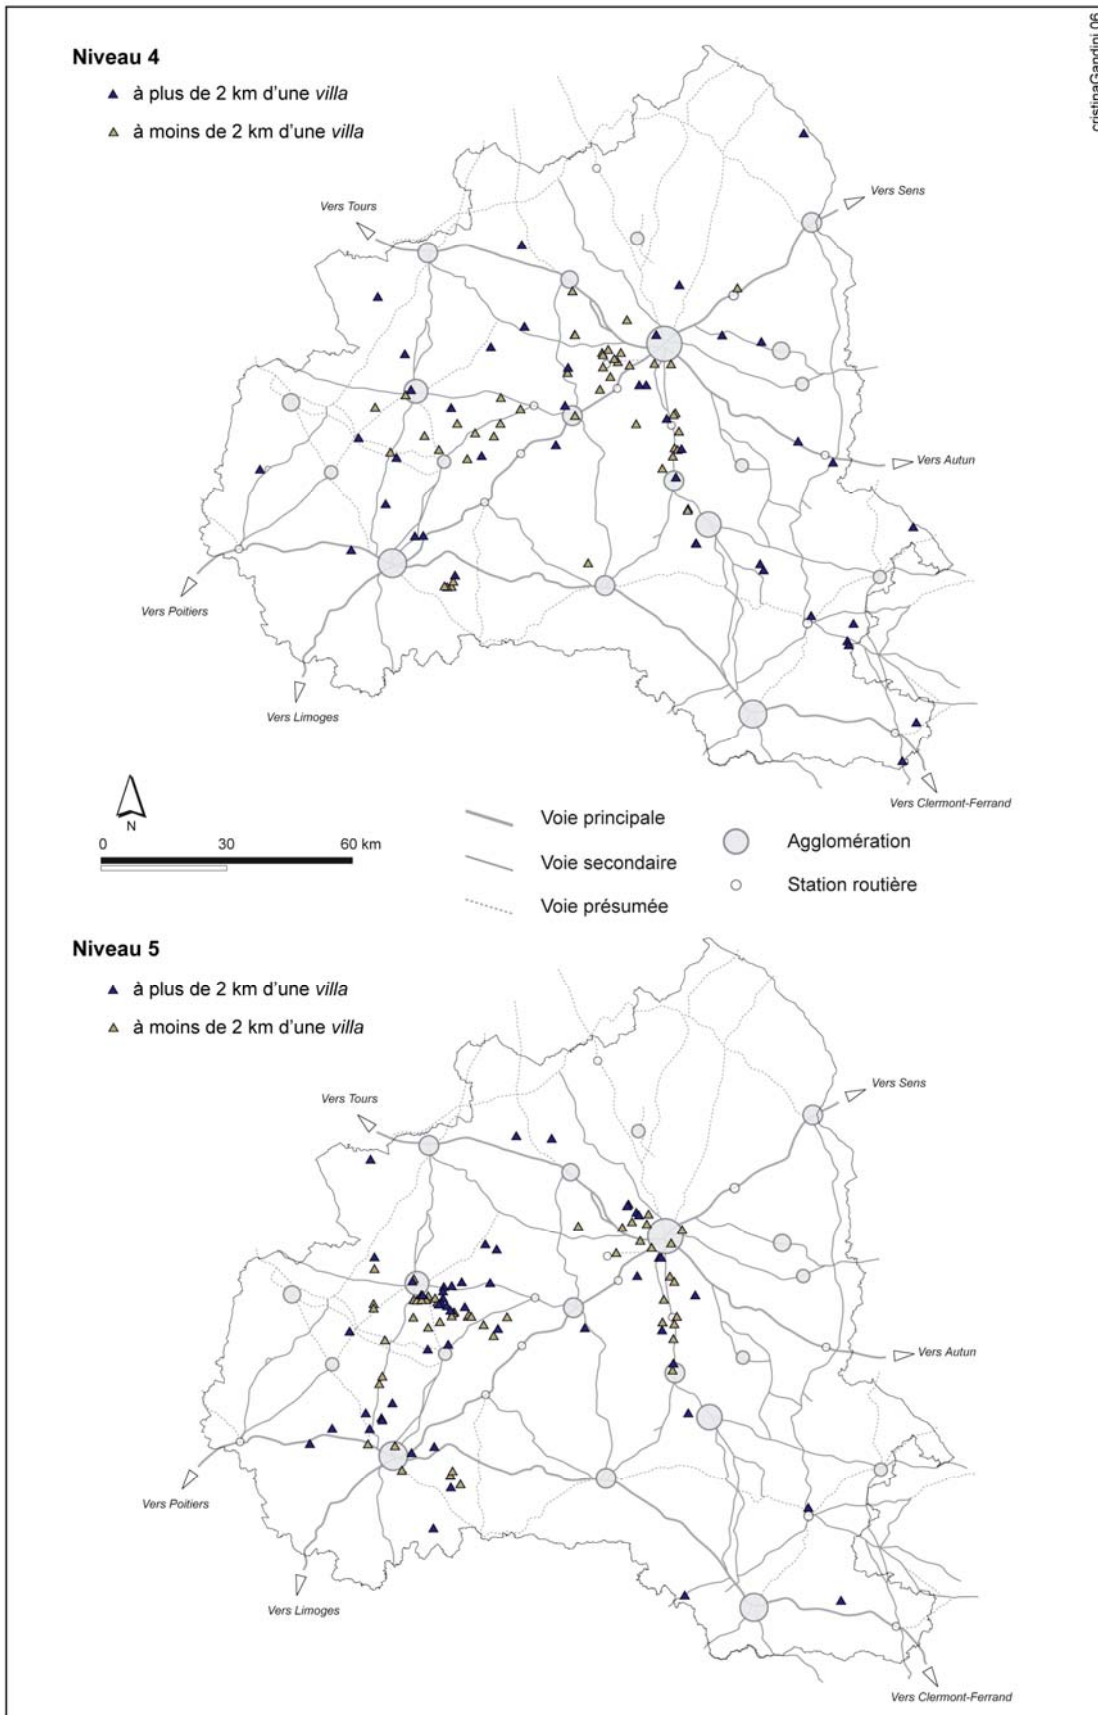 cristinaGandini 06
Niveau 4
à plus de 2 km d'une villa
à moins de 2 km d'une villa
Vers Sens
Vers Tours
Vers Autun
Vers Poitiers
Vers Limoges
Vers Clermont-Ferrand
N
0 30 60 km
Voie principale
Voie secondaire
Voie présumée
Agglomération
Station routière
Niveau 5
à plus de 2 km d'une villa
à moins de 2 km d'une villa
Vers Sens
Vers Tours
Vers Autun
Vers Poitiers
Vers Limoges
Vers Clermont-Ferrand